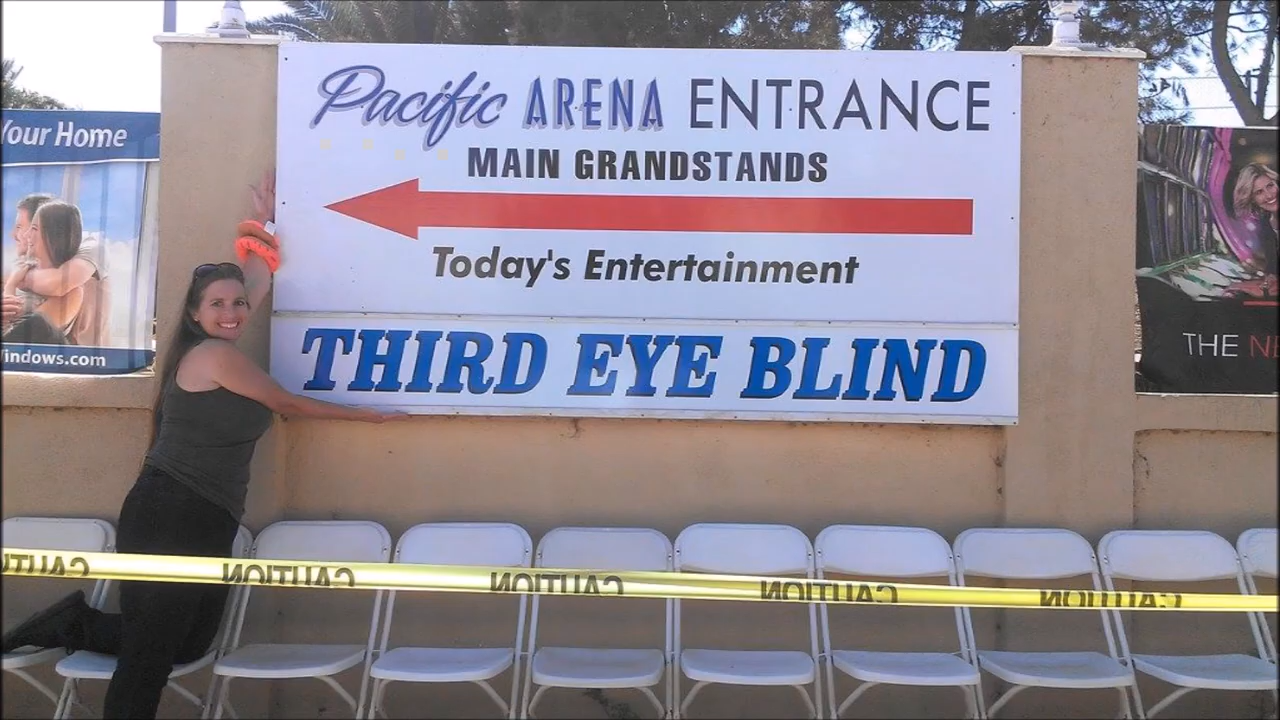 Your Home
Pacific ARENA ENTRANCE
MAIN GRANDSTANDS
Today's Entertainment
THIRD EYE BLIND
indows.com
THE
CAUTION CAUTION CAUTION CAUTION CAUTION